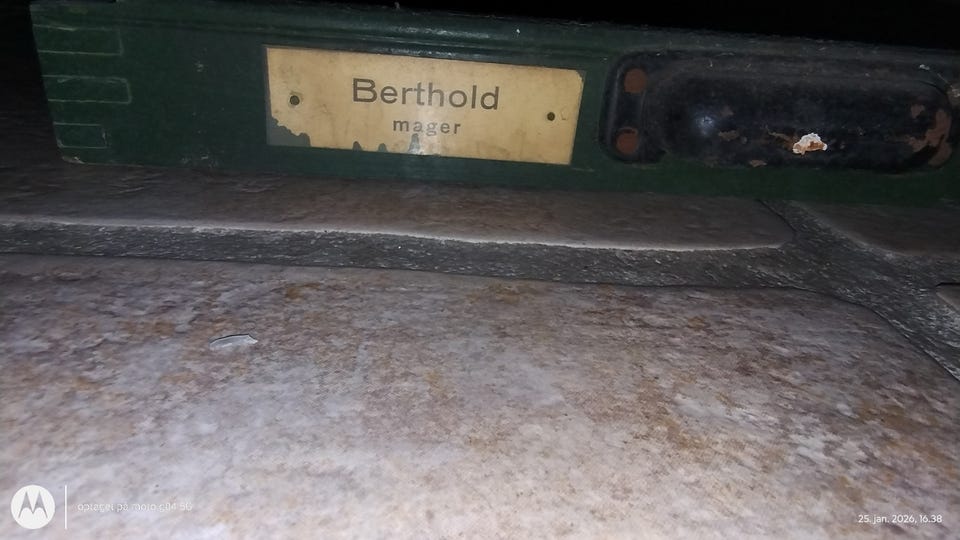 Berthold
mager
optaget på moto g04 5G
25. jan. 2026, 16.38